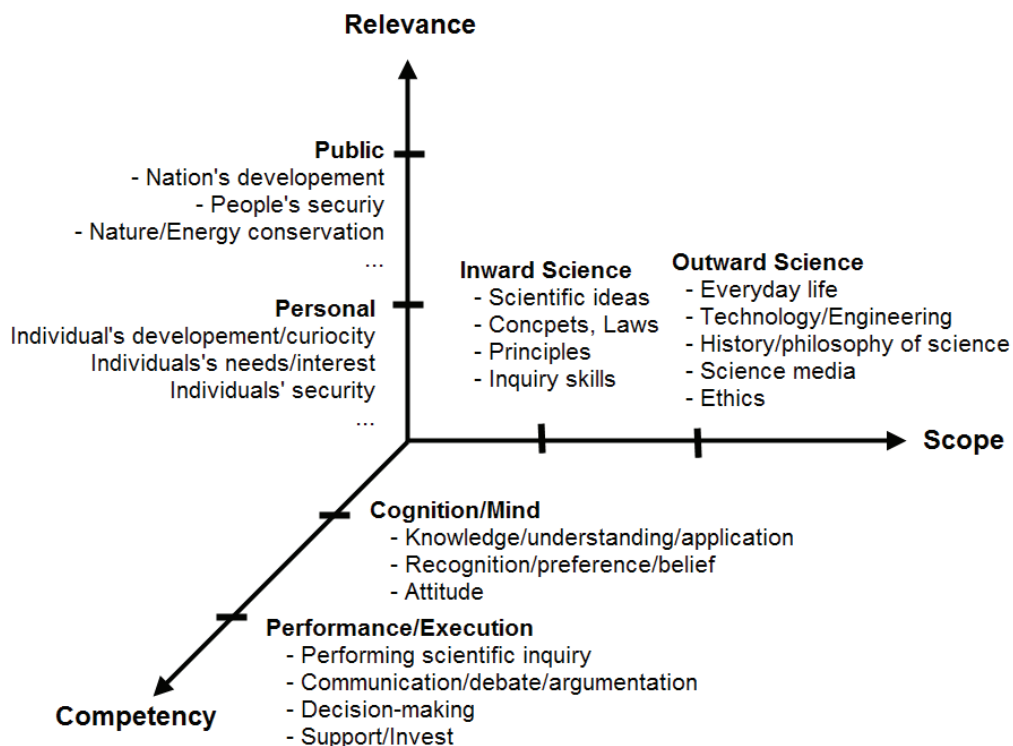 Relevance
Public
- Nation's developement
- People's securiy
- Nature/Energy conservation
...
Personal
Individual's developement/curiocity
Individuals's needs/interest
Individuals' security
...
Inward Science
- Scientific ideas
- Concpets, Laws
- Principles
- Inquiry skills
Outward Science
- Everyday life
- Technology/Engineering
- History/philosophy of science
- Science media
- Ethics
Scope
Cognition/Mind
- Knowledge/understanding/application
- Recognition/preference/belief
- Attitude
Performance/Execution
- Performing scientific inquiry
- Communication/debate/argumentation
- Decision-making
- Support/Invest
Competency